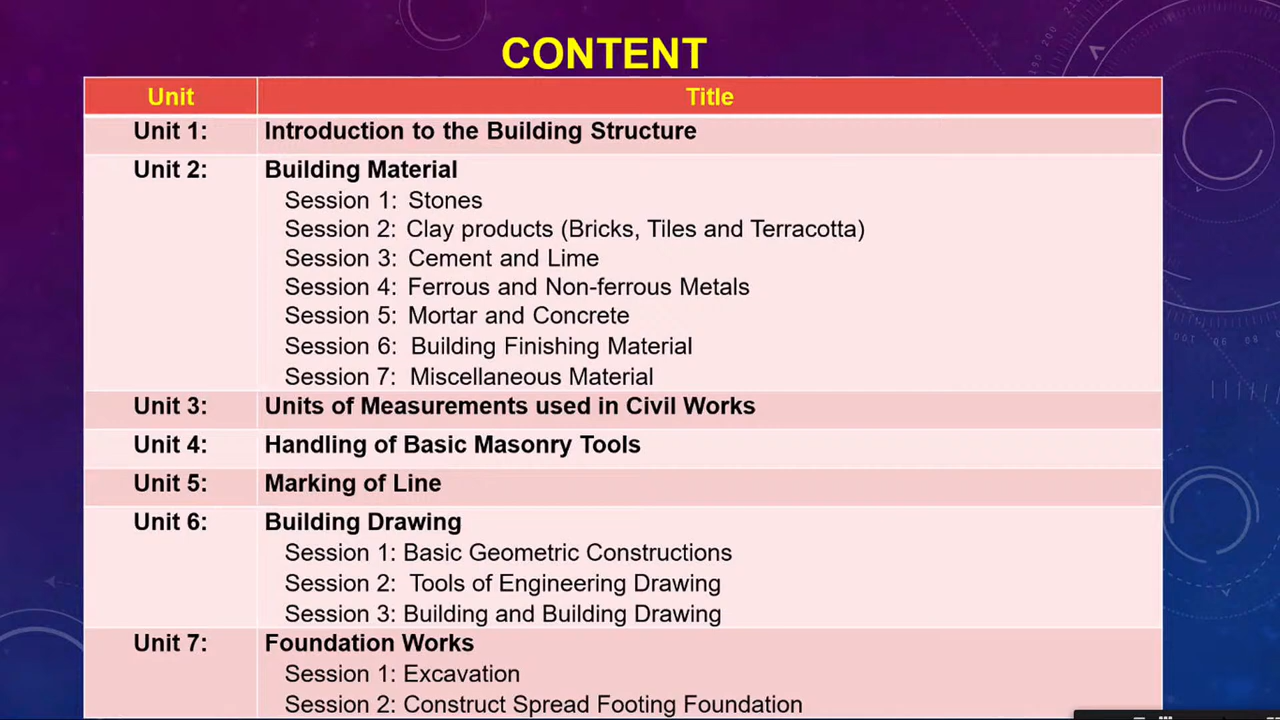 CONTENT
Unit Title
Unit 1: Introduction to the Building Structure
Unit 2: Building Material
Session 1: Stones
Session 2: Clay products (Bricks, Tiles and Terracotta)
Session 3: Cement and Lime
Session 4: Ferrous and Non-ferrous Metals
Session 5: Mortar and Concrete
Session 6: Building Finishing Material
Session 7: Miscellaneous Material
Unit 3: Units of Measurements used in Civil Works
Unit 4: Handling of Basic Masonry Tools
Unit 5: Marking of Line
Unit 6: Building Drawing
Session 1: Basic Geometric Constructions
Session 2: Tools of Engineering Drawing
Session 3: Building and Building Drawing
Unit 7: Foundation Works
Session 1: Excavation
Session 2: Construct Spread Footing Foundation